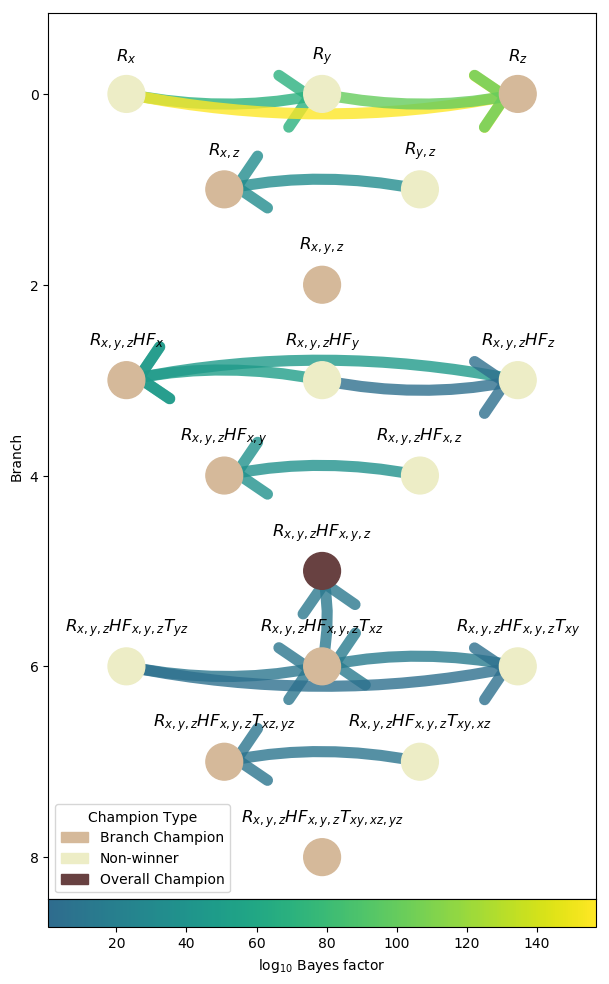 $R_x$ $R_y$ $R_z$
0
$R_{x,z}$ $R_{y,z}$
$R_{x,y,z}$
2
$R_{x,y,z}HF_x$ $R_{x,y,z}HF_y$ $R_{x,y,z}HF_z$
$R_{x,y,z}HF_{x,y}$ $R_{x,y,z}HF_{x,z}$
Branch
4
$R_{x,y,z}HF_{x,y,z}$
$R_{x,y,z}HF_{x,y,z}T_{yz}$ $R_{x,y,z}HF_{x,y,z}T_{xz}$ $R_{x,y,z}HF_{x,y,z}T_{xy}$
6
$R_{x,y,z}HF_{x,y,z}T_{xz,yz}$ $R_{x,y,z}HF_{x,y,z}T_{xy,xz}$
$R_{x,y,z}HF_{x,y,z}T_{xy,xz,yz}$
Champion Type
Branch Champion
Non-winner
Overall Champion
8
20 40 60 80 100 120 140
$\log_{10}$ Bayes factor